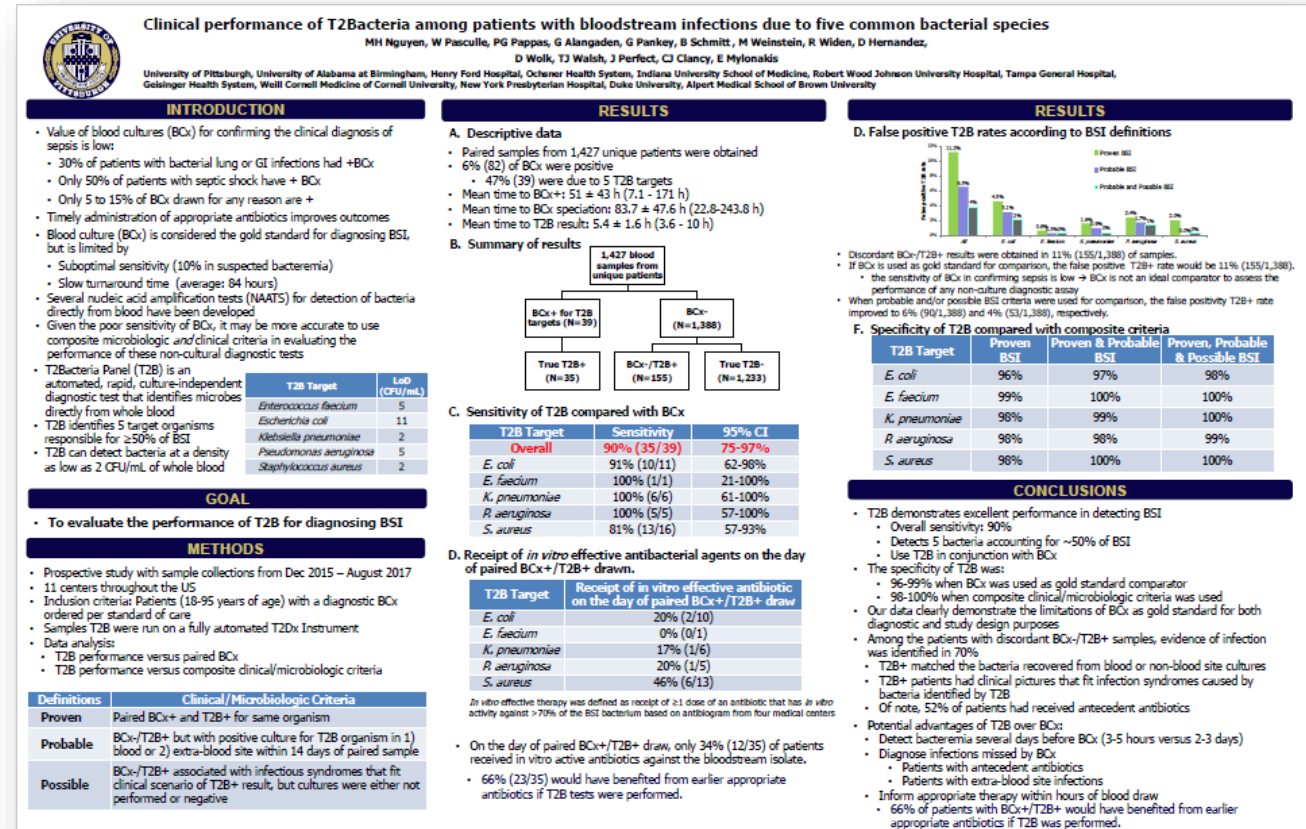 Clinical performance of T2Bacteria among patients with bloodstream infections due to five common bacterial species
MH Nguyen, W Pasculle, PG Pappas, G Alangaden, G Pankey, B Schmitt, M Weinstein, R Widen, D Hernandez,
D Wolk, TJ Walsh, J Perfect, CJ Clancy, E Mylonakis
University of Pittsburgh, University of Alabama at Birmingham, Henry Ford Hospital, Ochsner Health System, Indiana University School of Medicine, Robert Wood Johnson University Hospital, Tampa General Hospital,
Geisinger Health System, Weill Cornell Medicine of Cornell University, New York Presbyterian Hospital, Duke University, Alpert Medical School of Brown University
UNIVERSITY OF PITTSBURGH
INTRODUCTION
• Value of blood cultures (BCx) for confirming the clinical diagnosis of
sepsis is low:
• 30% of patients with bacterial lung or GI infections had +BCx
• Only 50% of patients with septic shock have + BCx
• Only 5 to 15% of BCx drawn for any reason are +
• Timely administration of appropriate antibiotics improves outcomes
• Blood culture (BCx) is considered the gold standard for diagnosing BSI,
but is limited by
• Suboptimal sensitivity (10% in suspected bacteremia)
• Slow turnaround time (average: 84 hours)
• Several nucleic acid amplification tests (NAATS) for detection of bacteria
directly from blood have been developed
• Given the poor sensitivity of BCx, it may be more accurate to use
composite microbiologic and clinical criteria in evaluating the
performance of these non-cultural diagnostic tests
• T2Bacteria Panel (T2B) is an
automated, rapid, culture-independent
diagnostic test that identifies microbes
directly from whole blood
• T2B identifies 5 target organisms
responsible for ≥50% of BSI
• T2B can detect bacteria at a density
as low as 2 CFU/mL of whole blood
T2B Target LoD (CFU/mL)
Enterococcus faecium 5
Escherichia coli 11
Klebsiella pneumoniae 2
Pseudomonas aeruginosa 5
Staphylococcus aureus 2
GOAL
• To evaluate the performance of T2B for diagnosing BSI
METHODS
• Prospective study with sample collections from Dec 2015 – August 2017
• 11 centers throughout the US
• Inclusion criteria: Patients (18-95 years of age) with a diagnostic BCx
ordered per standard of care
• Samples T2B were run on a fully automated T2Dx Instrument
• Data analysis:
• T2B performance versus paired BCx
• T2B performance versus composite clinical/microbiologic criteria
Definitions Clinical/Microbiologic Criteria
Proven Paired BCx+ and T2B+ for same organism
Probable BCx-/T2B+ but with positive culture for T2B organism in 1)
blood or 2) extra-blood site within 14 days of paired sample
Possible BCx-/T2B+ associated with infectious syndromes that fit
clinical scenario of T2B+ result, but cultures were either not
performed or negative
RESULTS
A. Descriptive data
• Paired samples from 1,427 unique patients were obtained
• 6% (82) of BCx were positive
• 47% (39) were due to 5 T2B targets
• Mean time to BCx+: 51 ± 43 h (7.1 - 171 h)
• Mean time to BCx speciation: 83.7 ± 47.6 h (22.8-243.8 h)
• Mean time to T2B result: 5.4 ± 1.6 h (3.6 - 10 h)
B. Summary of results
1,427 blood
samples from
unique patients
BCx+ for T2B
targets (N=39)
BCx-
(N=1,388)
True T2B+
(N=35)
BCx-/T2B+
(N=155)
True T2B-
(N=1,233)
C. Sensitivity of T2B compared with BCx
T2B Target Sensitivity 95% CI
Overall 90% (35/39) 75-97%
E. coli 91% (10/11) 62-98%
E. faecium 100% (1/1) 21-100%
K. pneumoniae 100% (6/6) 61-100%
P. aeruginosa 100% (5/5) 57-100%
S. aureus 81% (13/16) 57-93%
D. Receipt of in vitro effective antibacterial agents on the day
of paired BCx+/T2B+ drawn.
T2B Target Receipt of in vitro effective antibiotic
on the day of paired BCx+/T2B+ draw
E. coli 20% (2/10)
E. faecium 0% (0/1)
K. pneumoniae 17% (1/6)
P. aeruginosa 20% (1/5)
S. aureus 46% (6/13)
In vitro effective therapy was defined as receipt of ≥1 dose of an antibiotic that has in vitro
activity against >70% of the BSI bacterium based on antibiogram from four medical centers
• On the day of paired BCx+/T2B+ draw, only 34% (12/35) of patients
received in vitro active antibiotics against the bloodstream isolate.
• 66% (23/35) would have benefited from earlier appropriate
antibiotics if T2B tests were performed.
RESULTS
D. False positive T2B rates according to BSI definitions
Proven BSI
Probable BSI
Probable and Possible BSI
• Discordant BCx-/T2B+ results were obtained in 11% (155/1,388) of samples.
• If BCx is used as gold standard for comparison, the false positive T2B+ rate would be 11% (155/1,388).
• the sensitivity of BCx in confirming sepsis is low → BCx is not an ideal comparator to assess the
performance of any non-culture diagnostic assay
• When probable and/or possible BSI criteria were used for comparison, the false positivity T2B+ rate
improved to 6% (90/1,388) and 4% (53/1,388), respectively.
F. Specificity of T2B compared with composite criteria
T2B Target Proven BSI Proven & Probable BSI Proven, Probable & Possible BSI
E. coli 96% 97% 98%
E. faecium 99% 100% 100%
K. pneumoniae 98% 99% 100%
P. aeruginosa 98% 98% 99%
S. aureus 98% 100% 100%
CONCLUSIONS
• T2B demonstrates excellent performance in detecting BSI
• Overall sensitivity: 90%
• Detects 5 bacteria accounting for ~50% of BSI
• Use T2B in conjunction with BCx
• The specificity of T2B was:
• 96-99% when BCx was used as gold standard comparator
• 98-100% when composite clinical/microbiologic criteria was used
• Our data clearly demonstrate the limitations of BCx as gold standard for both
diagnostic and study design purposes
• Among the patients with discordant BCx-/T2B+ samples, evidence of infection
was identified in 70%
• T2B+ matched the bacteria recovered from blood or non-blood site cultures
• T2B+ patients had clinical pictures that fit infection syndromes caused by
bacteria identified by T2B
• Of note, 52% of patients had received antecedent antibiotics
• Potential advantages of T2B over BCx:
• Detect bacteremia several days before BCx (3-5 hours versus 2-3 days)
• Diagnose infections missed by BCx
• Patients with antecedent antibiotics
• Patients with extra-blood site infections
• Inform appropriate therapy within hours of blood draw
• 66% of patients with BCx+/T2B+ would have benefited from earlier
appropriate antibiotics if T2B was performed.